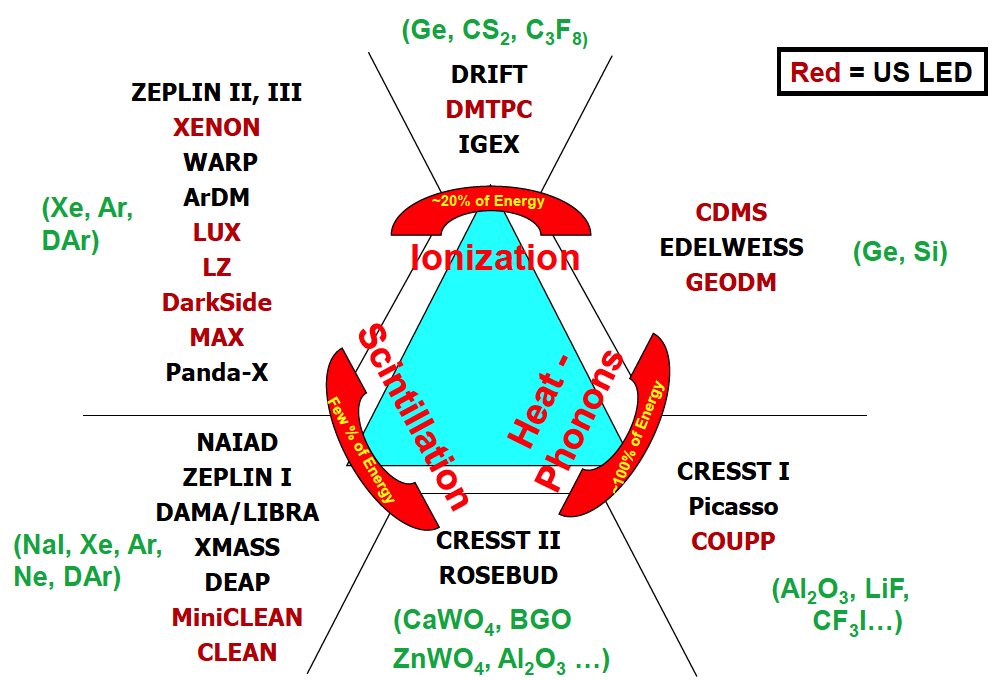 (Ge, CS₂, C₃F₈)
DRIFT
DMTPC
IGEX
Red = US LED
ZEPLIN II, III
XENON
WARP
ArDM
LUX
LZ
DarkSide
MAX
Panda-X
(Xe, Ar,
DAr)
~20% of Energy
Ionization
CDMS
EDELWEISS
GEODM
(Ge, Si)
Scintillation
Few % of Energy
Heat -
Phonons
~100% of Energy
NAIAD
ZEPLIN I
DAMA/LIBRA
XMASS
DEAP
MiniCLEAN
CLEAN
(NaI, Xe, Ar,
Ne, DAr)
CRESST II
ROSEBUD
(CaWO₄, BGO
ZnWO₄, Al₂O₃ ...)
CRESST I
Picasso
COUPP
(Al₂O₃, LiF,
CF₃I...)